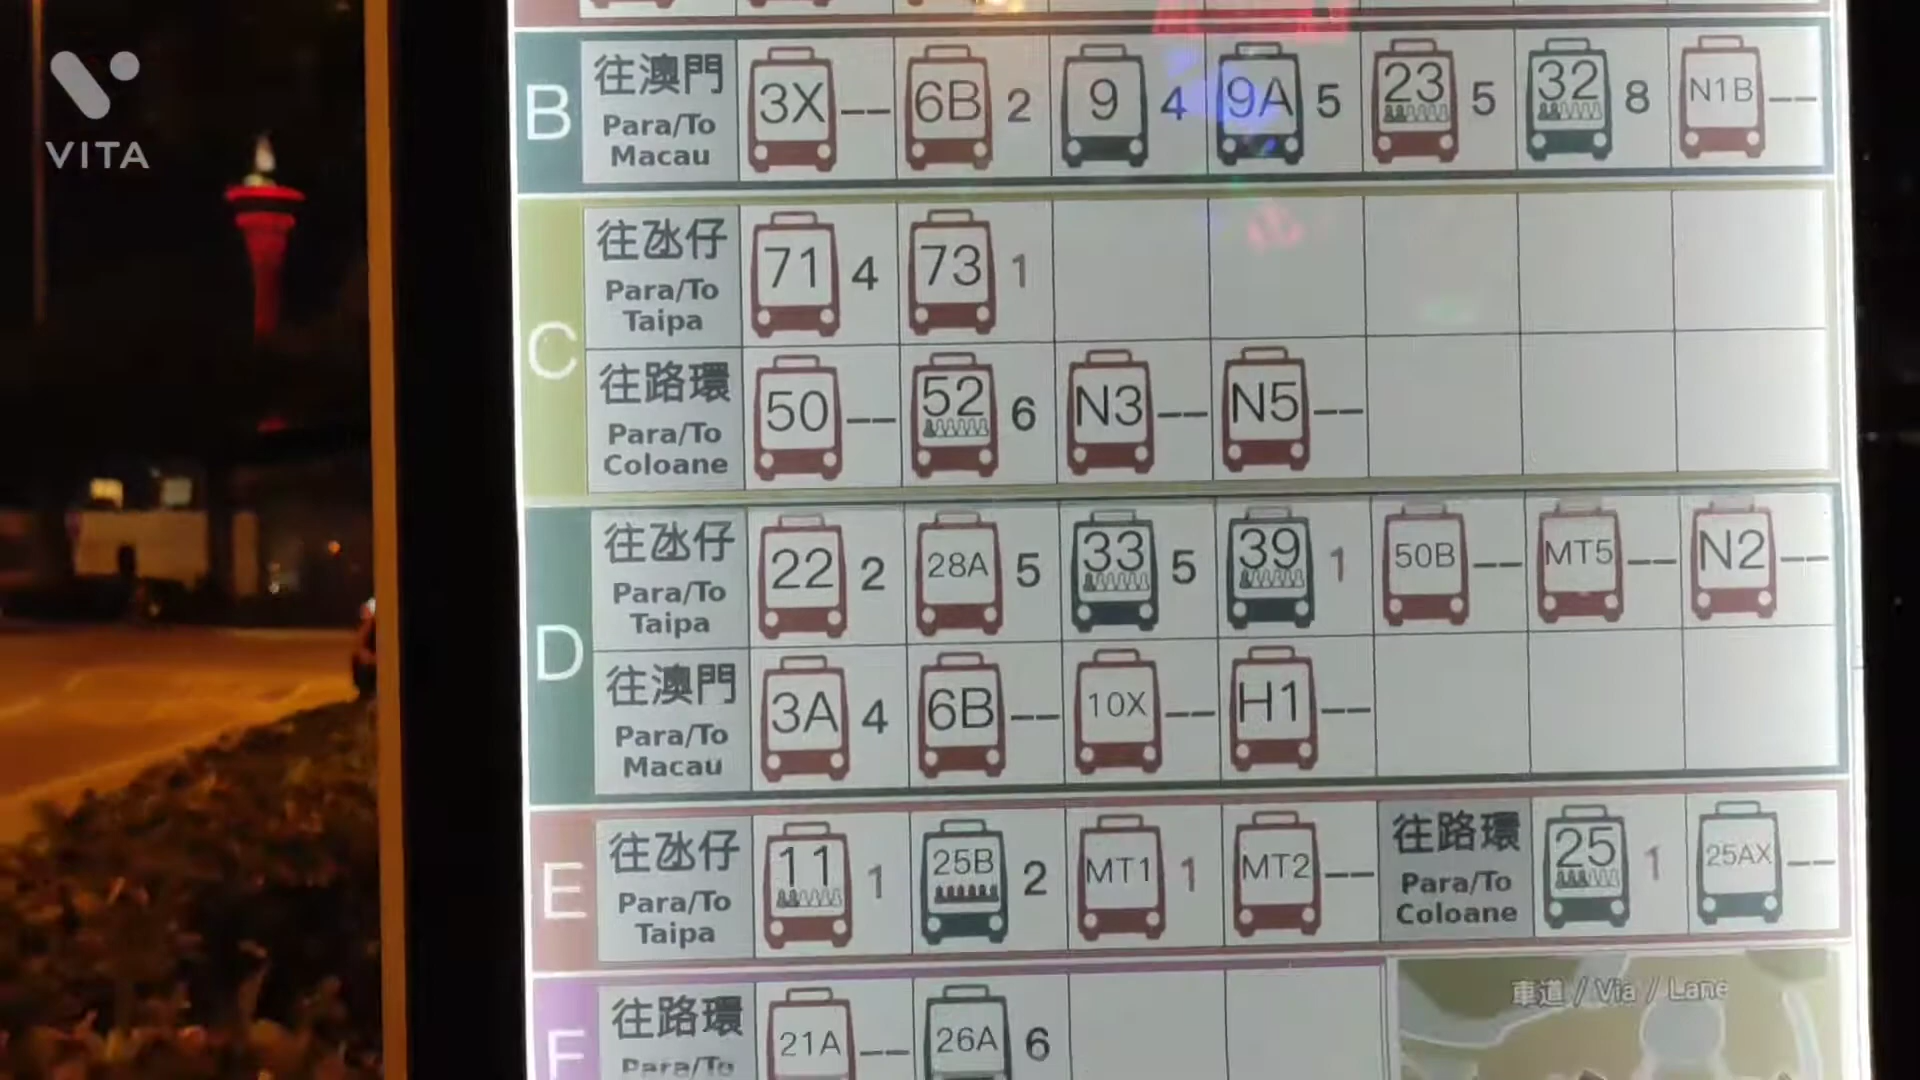 VITA
B
往澳門
Para/To
Macau
3X -- 6B 2 9 4 9A 5 23 5 32 8 N1B --
C
往氹仔
Para/To
Taipa
71 4 73 1
往路環
Para/To
Coloane
50 -- 52 6 N3 -- N5 --
D
往氹仔
Para/To
Taipa
22 2 28A 5 33 5 39 1 50B -- MT5 -- N2 --
往澳門
Para/To
Macau
3A 4 6B -- 10X -- H1 --
E
往氹仔
Para/To
Taipa
11 1 25B 2 MT1 1 MT2 --
往路環
Para/To
Coloane
25 1 25AX --
F
往路環
Para/To
21A -- 26A 6
車道 / Via / Lane